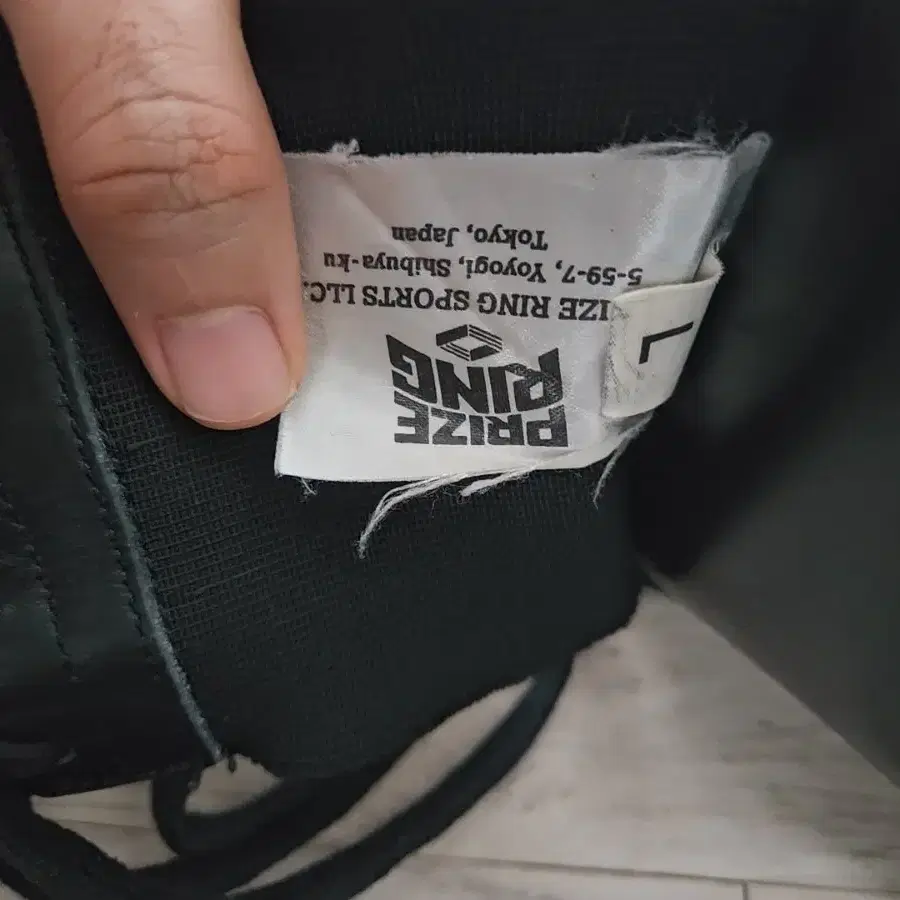 PRIZE
RING
IZE RING SPORTS LLC.
5-59-7, Yoyogi, Shibuya-ku
Tokyo, Japan
L